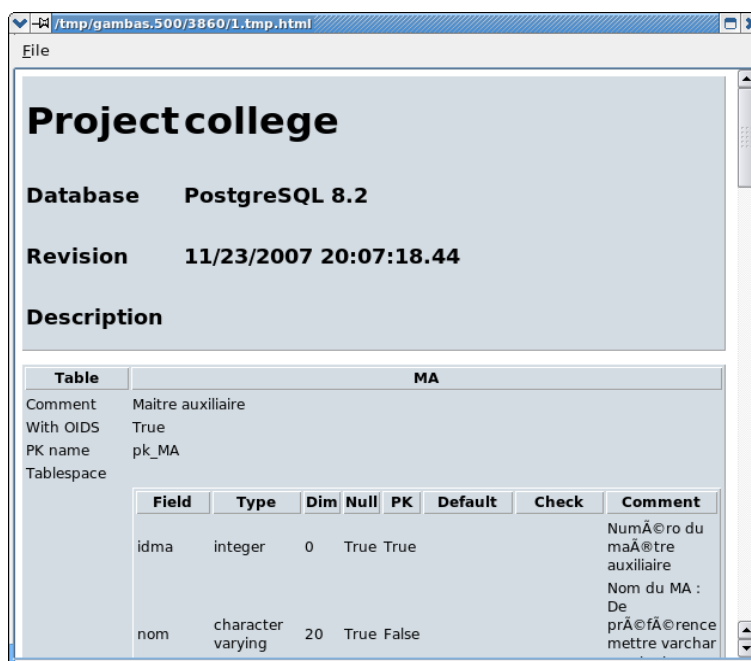 /tmp/gambas.500/3860/1.tmp.html
File
Project college
Database PostgreSQL 8.2
Revision 11/23/2007 20:07:18.44
Description
Table MA
Comment Maitre auxiliaire
With OIDS True
PK name pk_MA
Tablespace
Field Type Dim Null PK Default Check Comment
idma integer 0 True True NumÃ©ro du
maÃ®tre
auxiliaire
nom character
varying 20 True False Nom du MA :
De
prÃ©fÃ©rence
mettre varchar